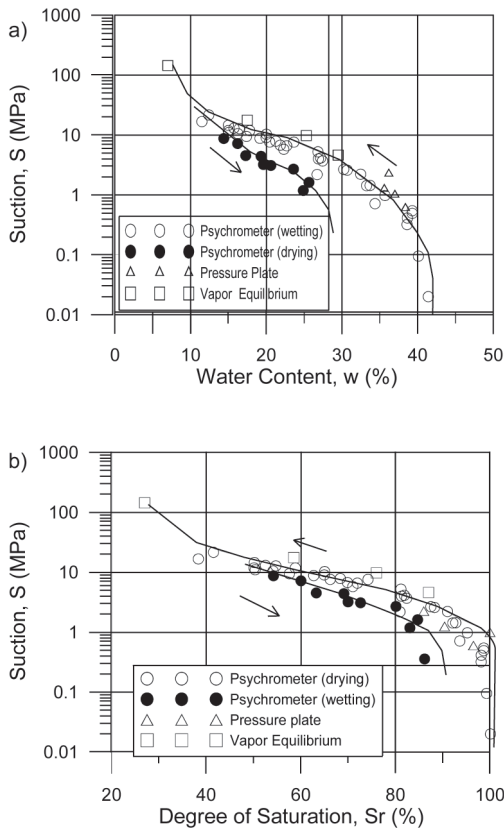 a)
1000
100
10
1
0.1
0.01
Suction, S (MPa)
Psychrometer (wetting)
Psychrometer (drying)
Pressure Plate
Vapor Equilibrium
0 10 20 30 40 50
Water Content, w (%)
b)
1000
100
10
1
0.1
0.01
Suction, S (MPa)
Psychrometer (drying)
Psychrometer (wetting)
Pressure plate
Vapor Equilibrium
20 40 60 80 100
Degree of Saturation, Sr (%)